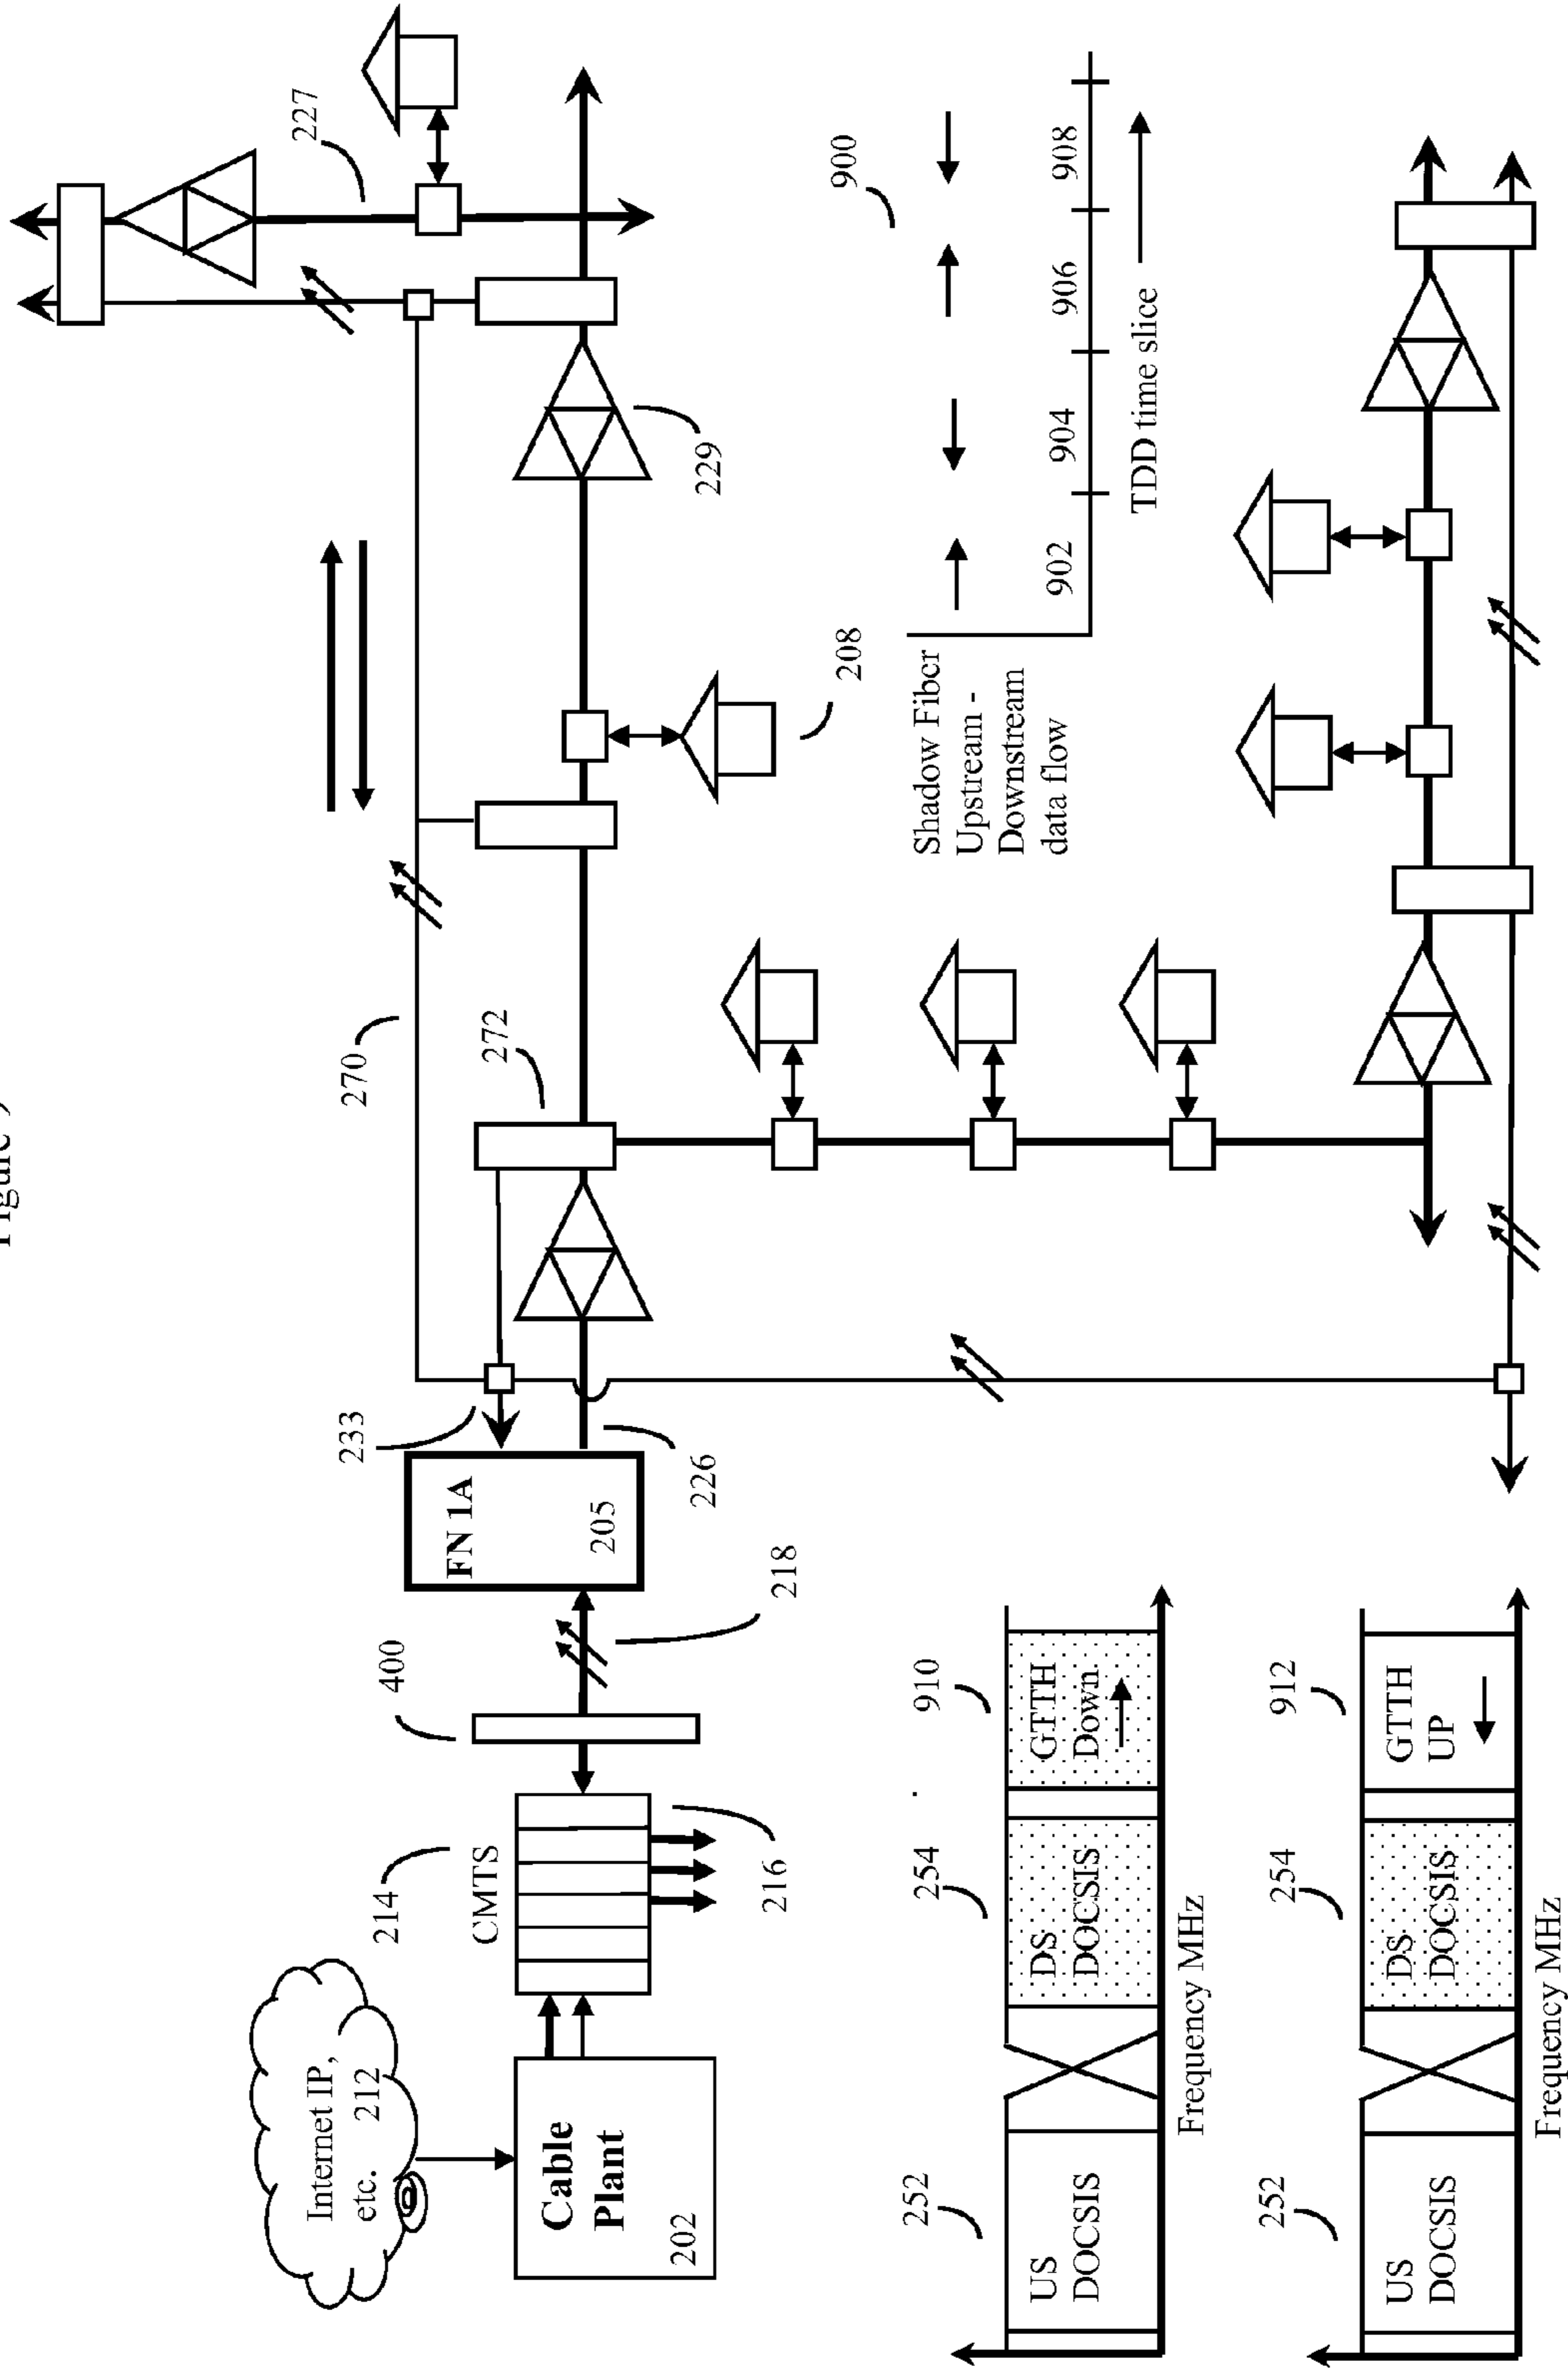 Figure 9
Internet IP,
etc. 212
Cable
Plant
202
214
CMTS
216
400
218
FN 1A
205
233
226
270
272
208
229
227
900
Shadow Fiber
Upstream -
Downstream
data flow
902
904
906
908
TDD time slice
252
US
DOCSIS
254
DS
DOCSIS
910
GTTH
Down
Frequency MHz
252
US
DOCSIS
254
DS
DOCSIS
912
GTTH
UP
Frequency MHz